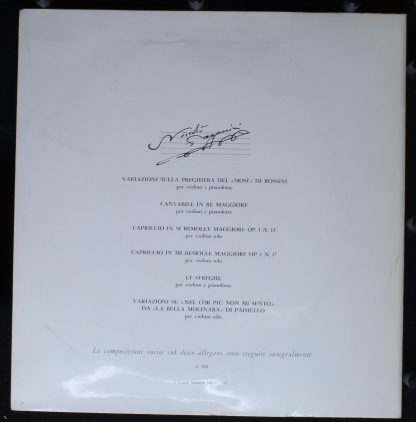 Nicolò Paganini
VARIAZIONI SULLA PREGHIERA DEL «MOSÈ» DI ROSSINI
per violino e pianoforte
CANTABILE IN RE MAGGIORE
per violino e pianoforte
CAPRICCIO IN SI BEMOLLE MAGGIORE OP. 1 N. 13
per violino solo
CAPRICCIO IN MI BEMOLLE MAGGIORE OP. 1 N. 17
per violino solo
LE STREGHE
per violino e pianoforte
VARIAZIONI SU «NEL COR PIÙ NON MI SENTO»
DA «LA BELLA MOLINARA» DI PAISIELLO
per violino solo
Le composizioni incise sul disco allegato sono eseguite integralmente